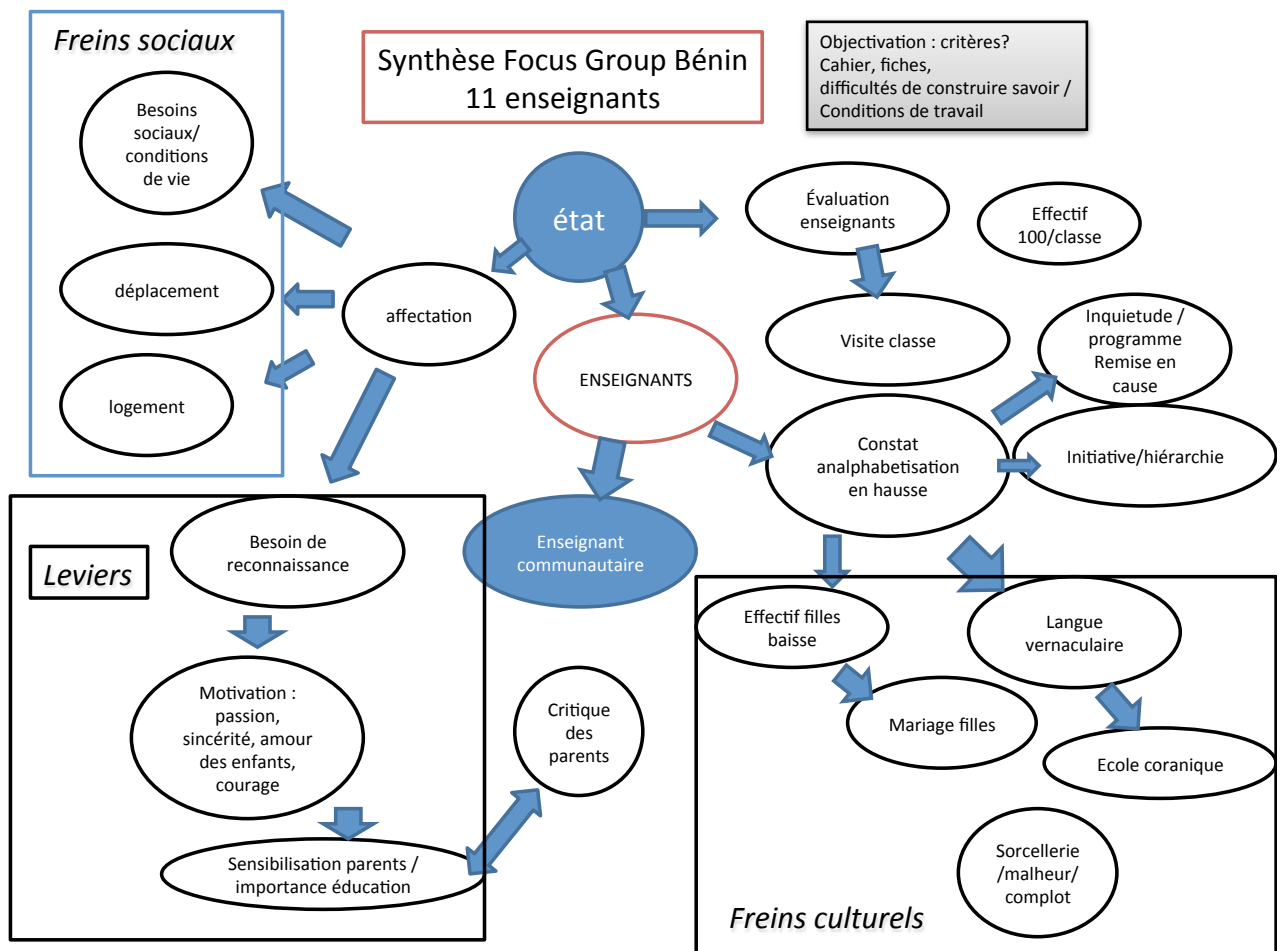 Freins sociaux
Synthèse Focus Group Bénin
11 enseignants
Objectivation : critères?
Cahier, fiches,
difficultés de construire savoir /
Conditions de travail
Besoins
sociaux/
conditions
de vie
état
Évaluation
enseignants
Effectif
100/classe
déplacement
affectation
Visite classe
Inquietude /
programme
Remise en
cause
logement
ENSEIGNANTS
Constat
analphabetisation
en hausse
Initiative/hiérarchie
Leviers
Besoin de
reconnaissance
Enseignant
communautaire
Effectif filles
baisse
Langue
vernaculaire
Motivation :
passion,
sincérité, amour
des enfants,
courage
Critique
des
parents
Mariage filles
Ecole coranique
Sensibilisation parents /
importance éducation
Sorcellerie
/malheur/
complot
Freins culturels